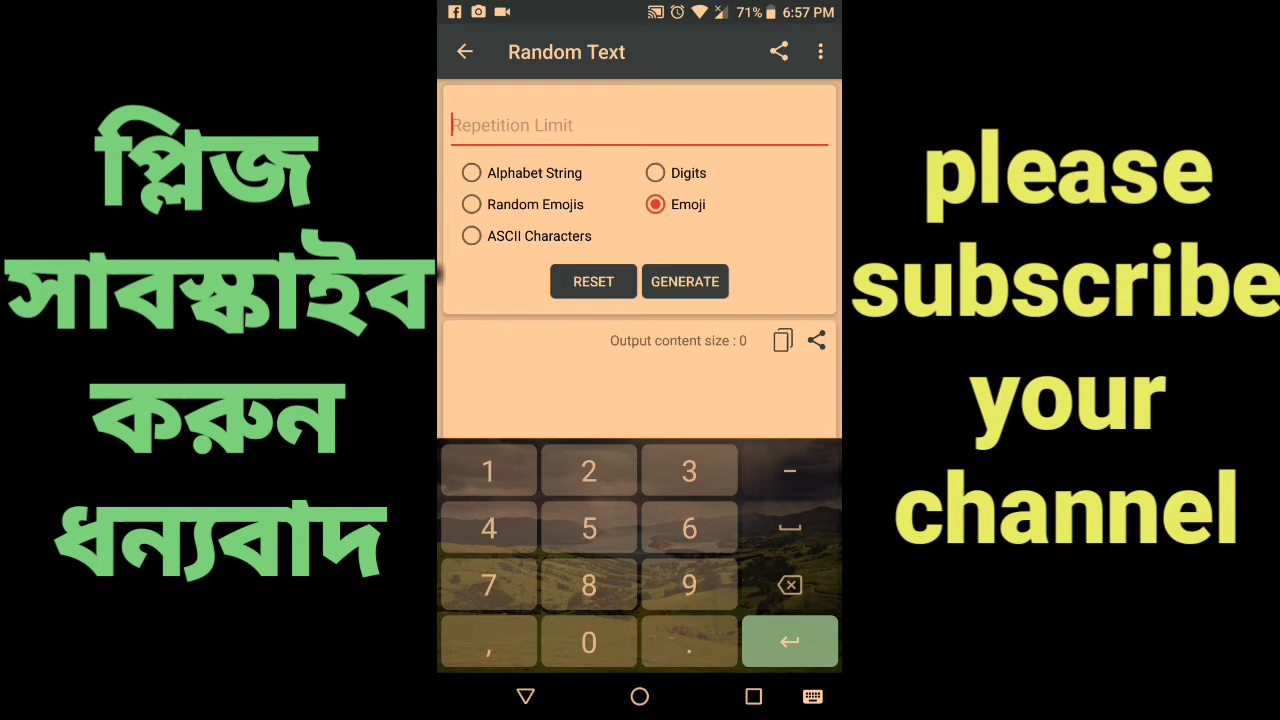 প্লিজ
সাবস্কাইব
করুন
ধন্যবাদ
71% 6:57 PM
Random Text
Repetition Limit
Alphabet String Digits
Random Emojis Emoji
ASCII Characters
RESET GENERATE
Output content size : 0
1 2 3 -
4 5 6
7 8 9
, 0 .
please
subscribe
your
channel